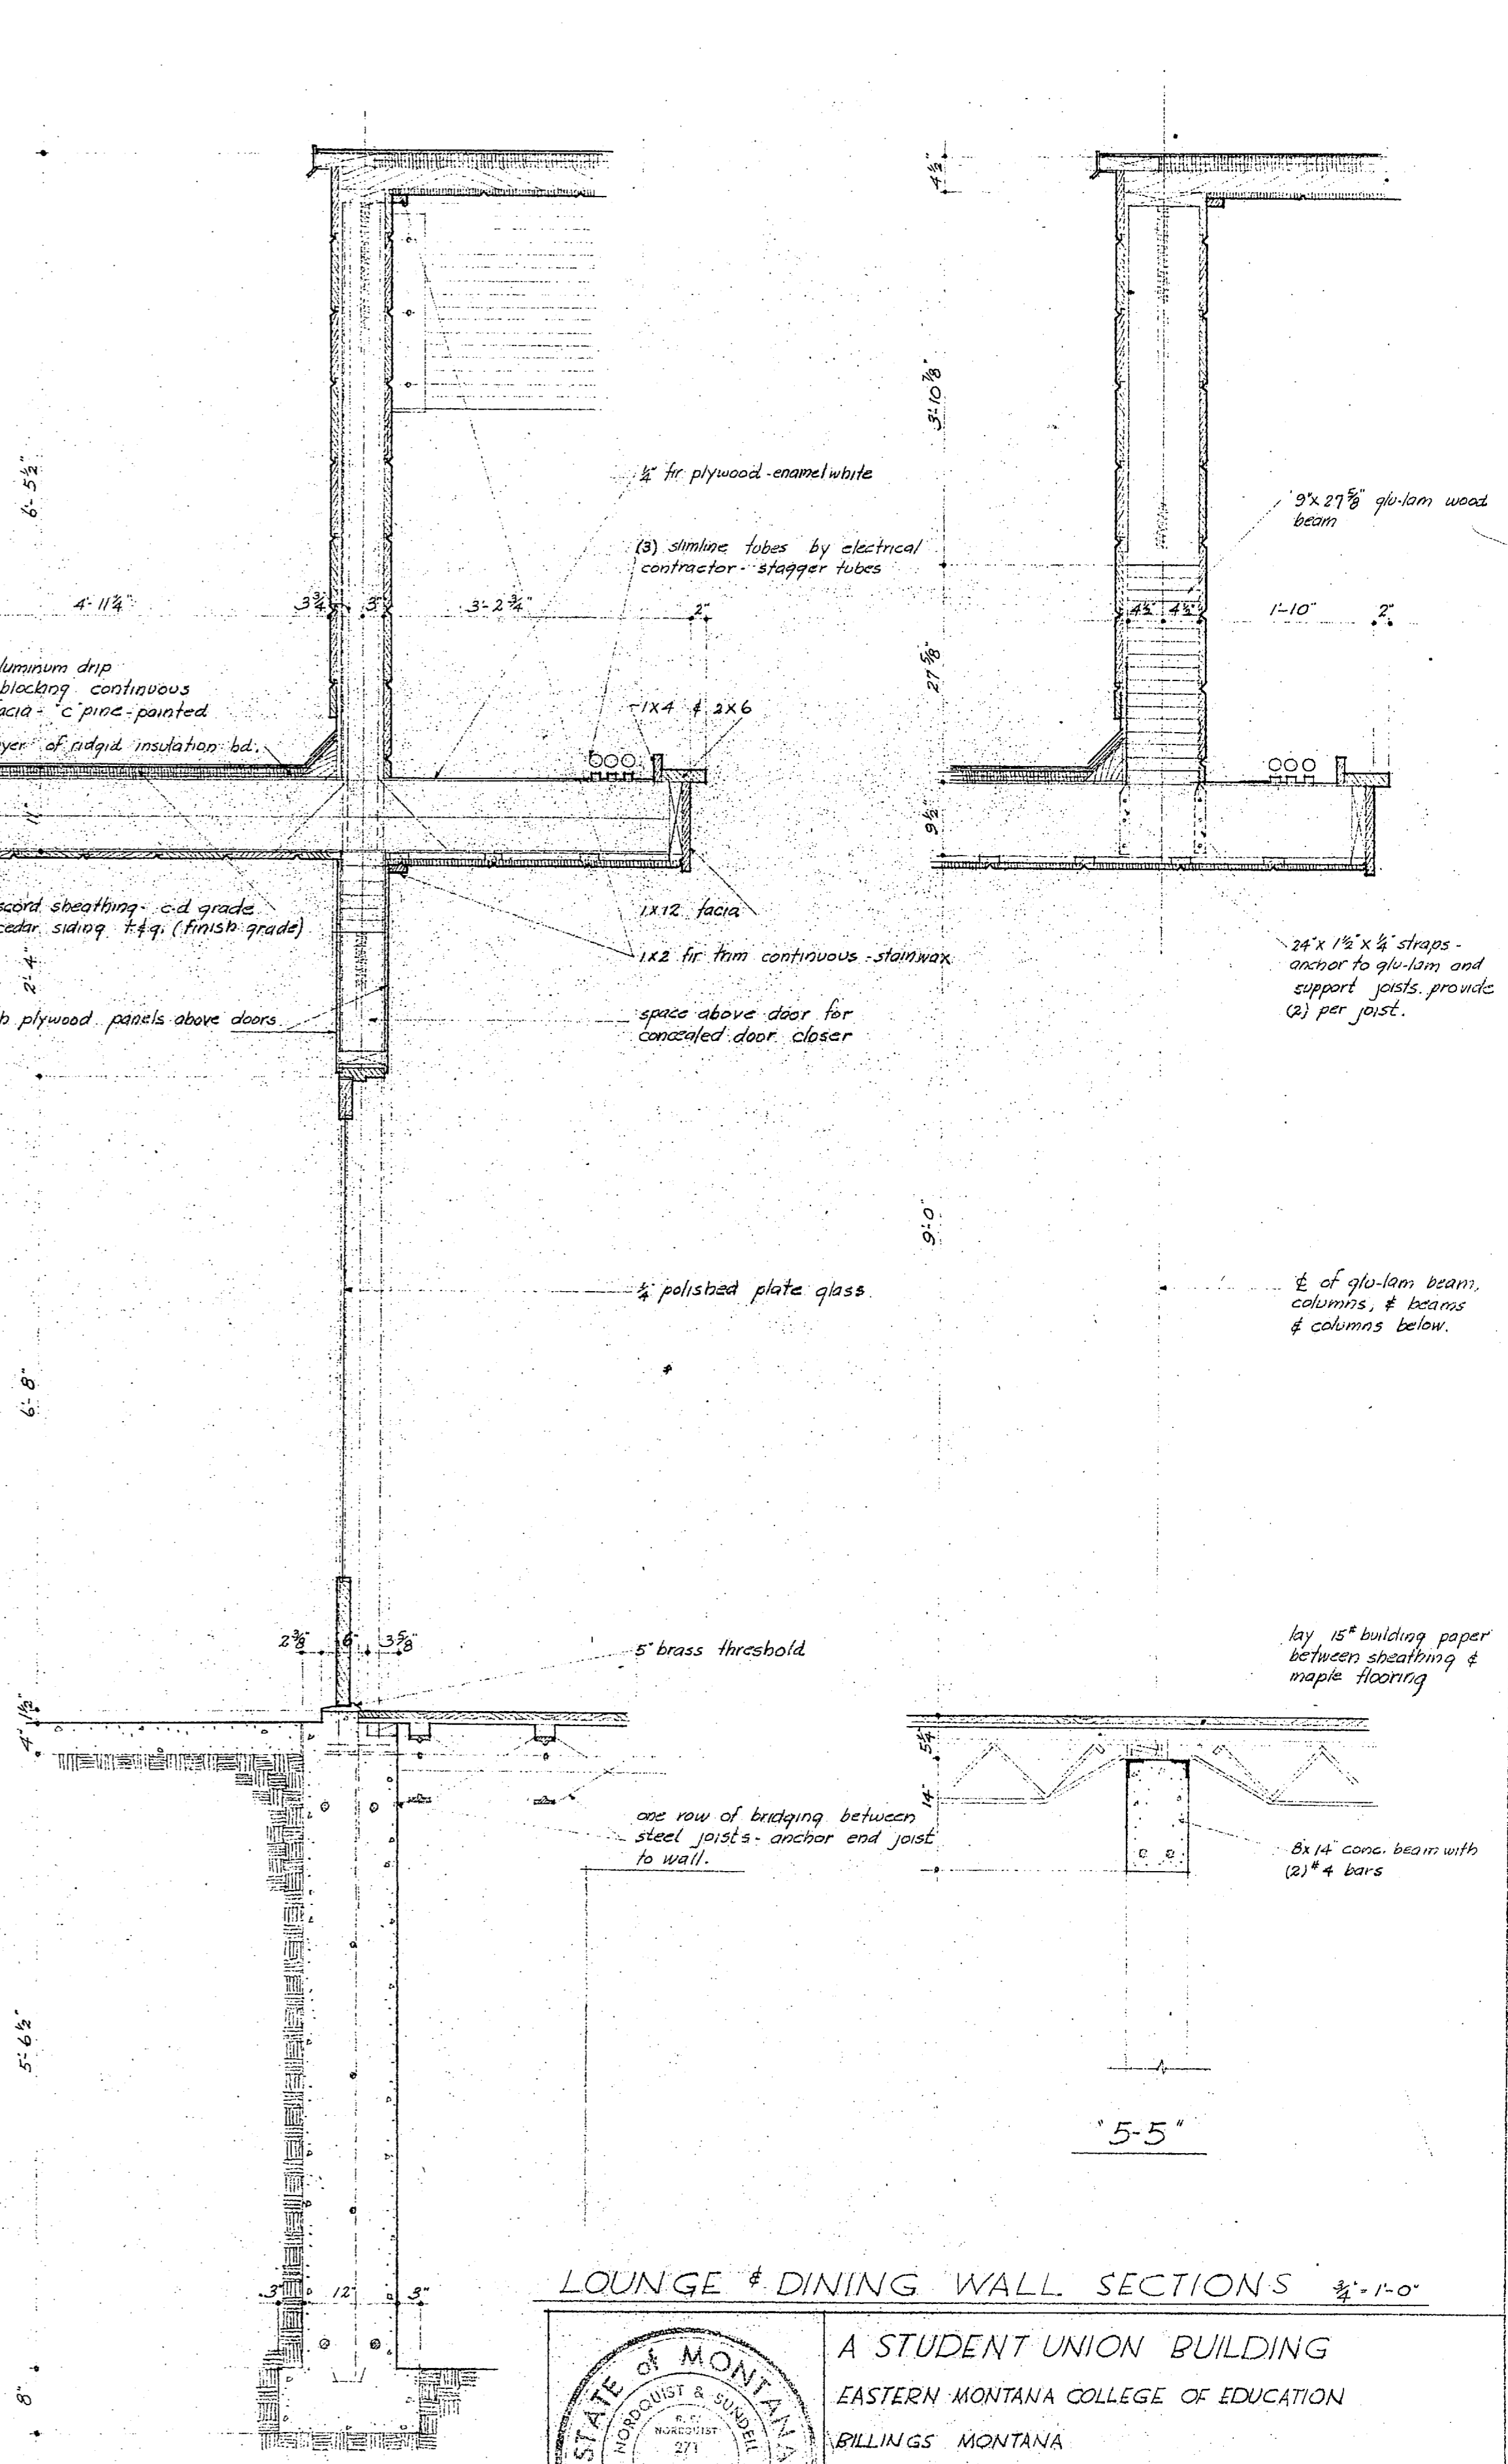 4½
3'-10⅞"
6'-5½"
¼" fir plywood - enamel white
9"x 27⅝" glu-lam wood
beam
(3) slimline tubes by electrical
contractor - stagger tubes
4'-11¼"
3¾"
3"
3'-2¾"
2"
4½" 4½"
1'-10"
2"
27⅝"
luminum drip
blocking continuous
acia - "c" pine - painted
yer of ridgid insulation bd.
1X4 & 2X6
9½"
scord sheathing - c-d grade
cedar siding t.&g. (finish grade)
1X12 facia
1X2 fir trim continuous - stainwax
24"x 1½"x ¼" straps -
anchor to glu-lam and
support joists. provide
(2) per joist.
2'-4"
h plywood panels above doors
space above door for
concealed door closer
9'-0"
¼" polished plate glass.
℄ of glu-lam beam,
columns, & beams
& columns below.
6'-8"
2⅜"
3⅝"
5" brass threshold
lay 15# building paper
between sheathing &
maple flooring
4"
14"
one row of bridging between
steel joists - anchor end joist
to wall.
8x14" conc. beam with
(2) #4 bars
5'-6½"
"5-5"
3" 12" 3"
LOUNGE & DINING WALL SECTIONS ¾"=1'-0"
8"
A STUDENT UNION BUILDING
EASTERN MONTANA COLLEGE OF EDUCATION
BILLINGS MONTANA
STATE of MONTANA
NORDQUIST & SUNDELL
NORDQUIST
271